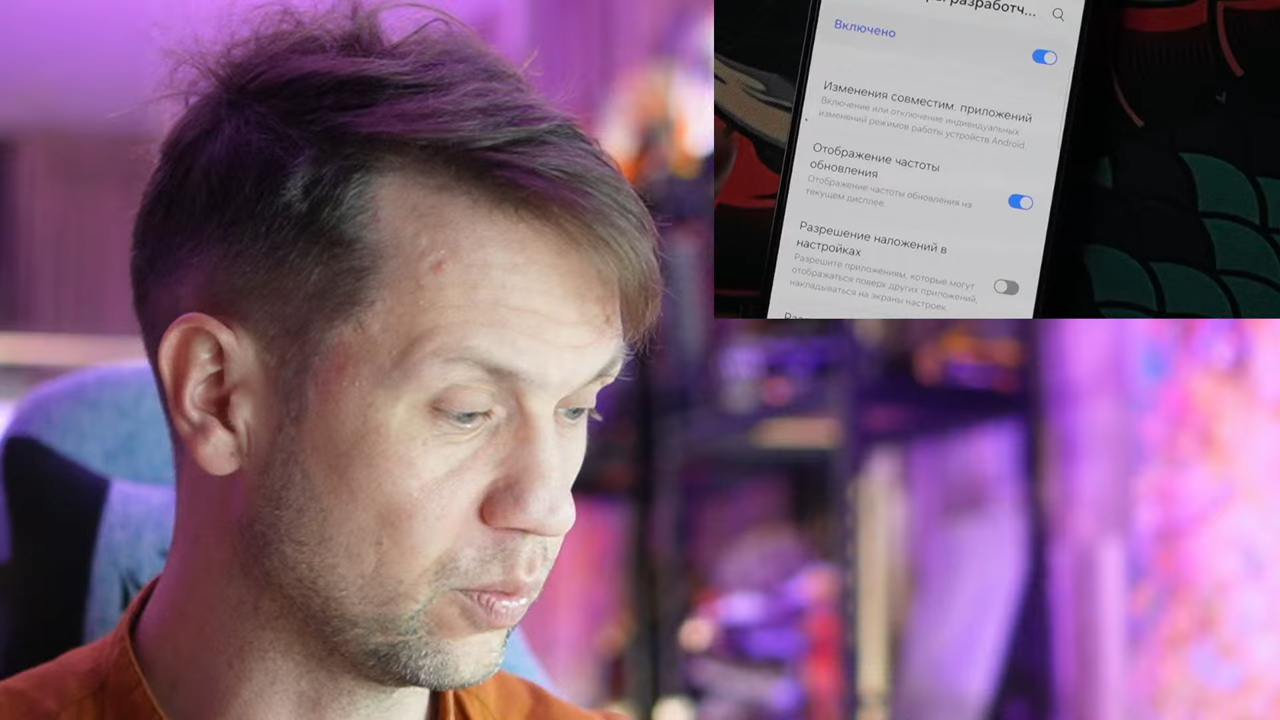 разработч...
Включено
Изменения совместим. приложений
Включение или отключение индивидуальных
изменений режимов работы устройств Android.
Отображение частоты
обновления
Отображение частоты обновления на
текущем дисплее.
Разрешение наложений в
настройках
Разрешите приложениям, которые могут
отображаться поверх других приложений,
накладываться на экраны настроек.